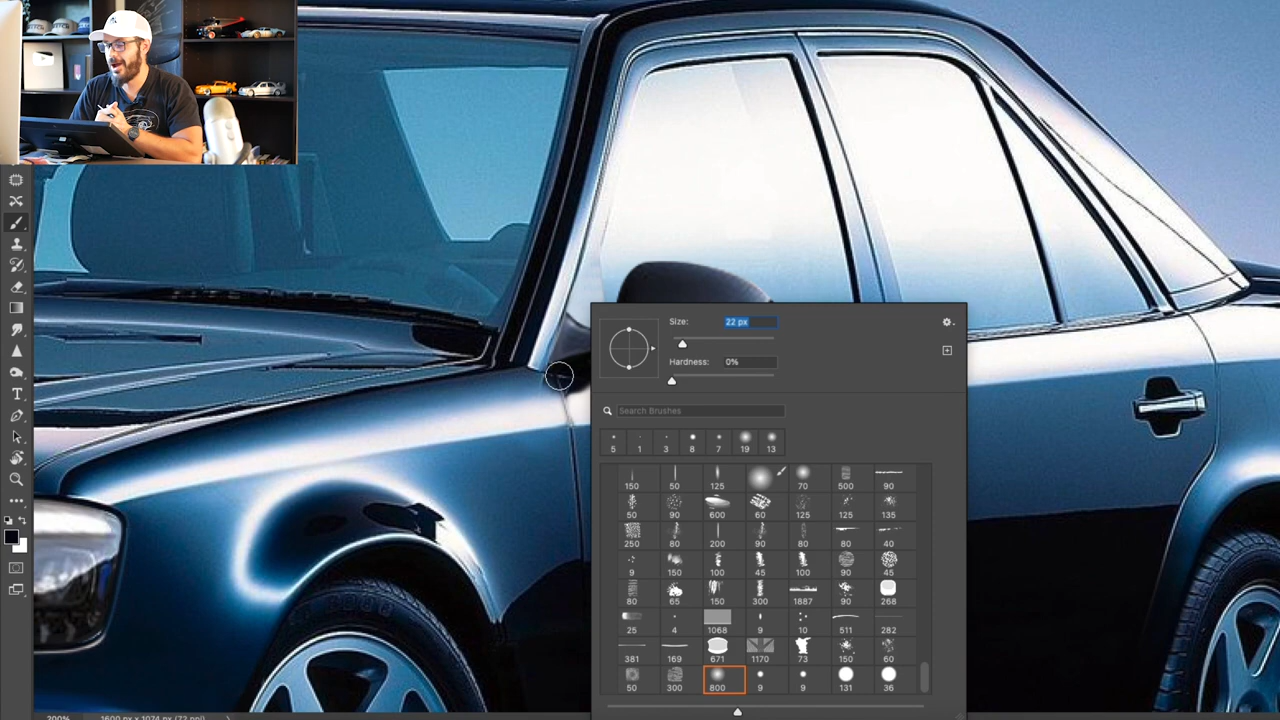 Size: 22 px
Hardness: 0%
Search Brushes
5 1 3 8 7 19 13
150 50 125 70 500 90
50 90 600 60 125 125 135
250 80 200 90 80 80 40
9 150 100 45 100 90 45
80 65 150 300 1887 90 268
25 4 1068 9 10 511 282
381 169 671 1170 73 150 60
50 300 800 9 9 131 36
200% 1600 px x 1074 px (72 ppi)